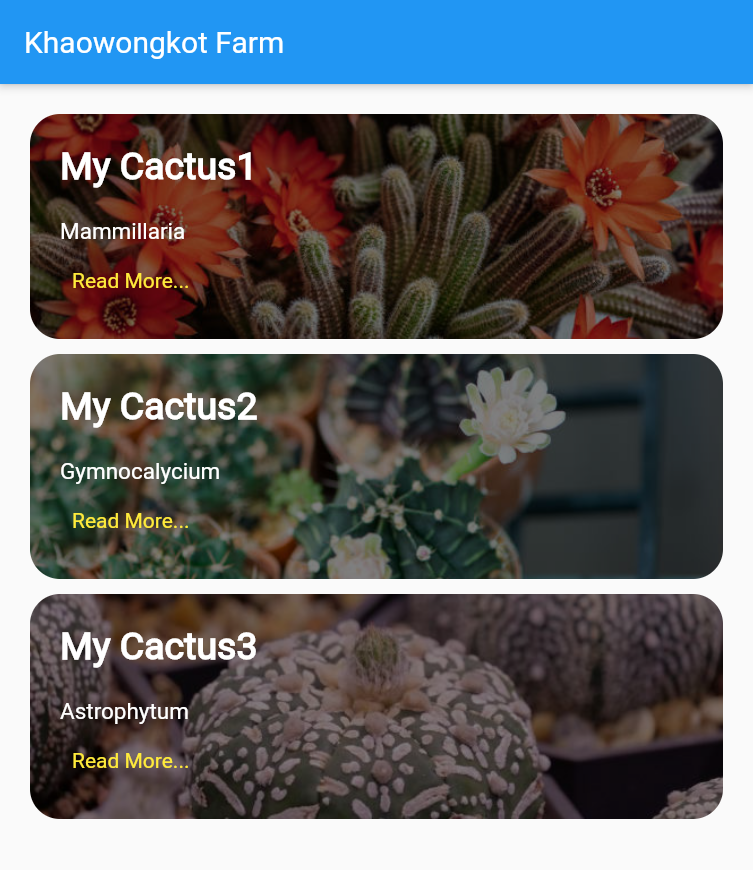 Khaowongkot Farm
My Cactus1
Mammillaria
Read More...
My Cactus2
Gymnocalycium
Read More...
My Cactus3
Astrophytum
Read More...